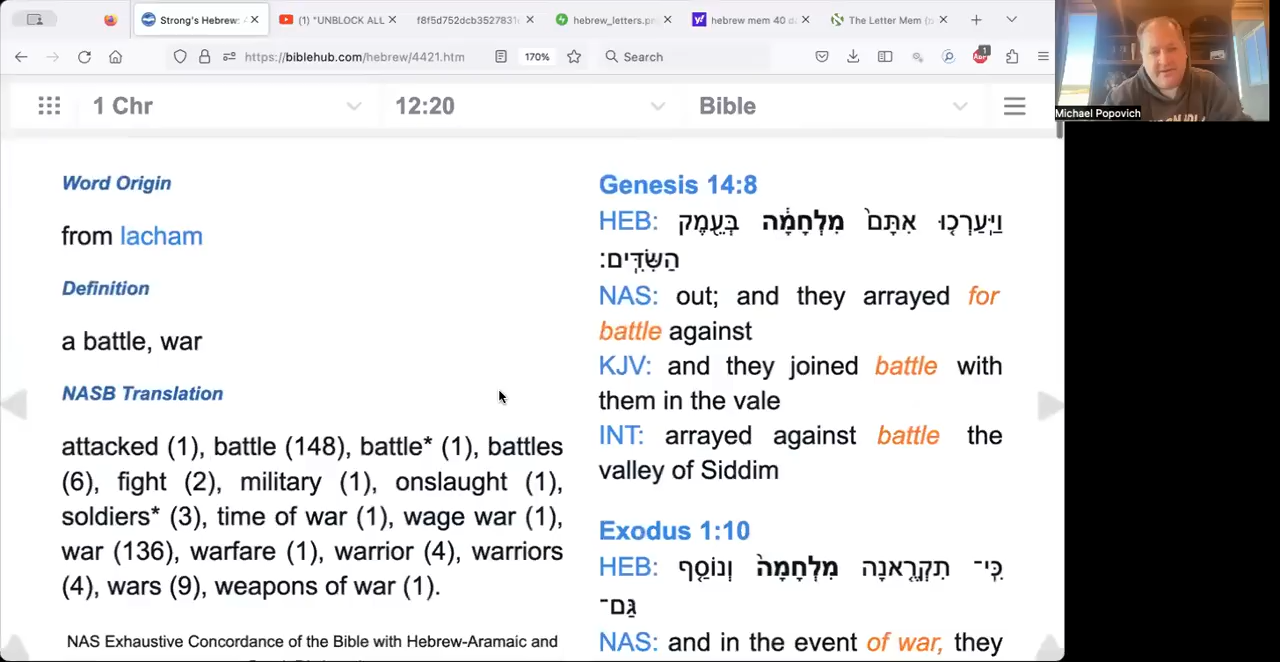 Strong's Hebrew:
(1) "UNBLOCK ALL
f8f5d752dcb3527831
hebrew_letters.pn
hebrew mem 40 d
The Letter Mem (
https://biblehub.com/hebrew/4421.htm
170%
Search
1
Michael Popovich
1 Chr
12:20
Bible
Word Origin
from lacham
Definition
a battle, war
NASB Translation
attacked (1), battle (148), battle* (1), battles
(6), fight (2), military (1), onslaught (1),
soldiers* (3), time of war (1), wage war (1),
war (136), warfare (1), warrior (4), warriors
(4), wars (9), weapons of war (1).
NAS Exhaustive Concordance of the Bible with Hebrew-Aramaic and
Genesis 14:8
HEB: וַיַּֽעַרְכ֤וּ אִתָּם֙ מִלְחָמָ֔ה בְּעֵ֖מֶק
הַשִּׂדִּֽים׃
NAS: out; and they arrayed for
battle against
KJV: and they joined battle with
them in the vale
INT: arrayed against battle the
valley of Siddim
Exodus 1:10
HEB: כִּֽי־ תִקְרֶ֤אנָה מִלְחָמָה֙ וְנוֹסַ֤ף
גַּם־
NAS: and in the event of war, they